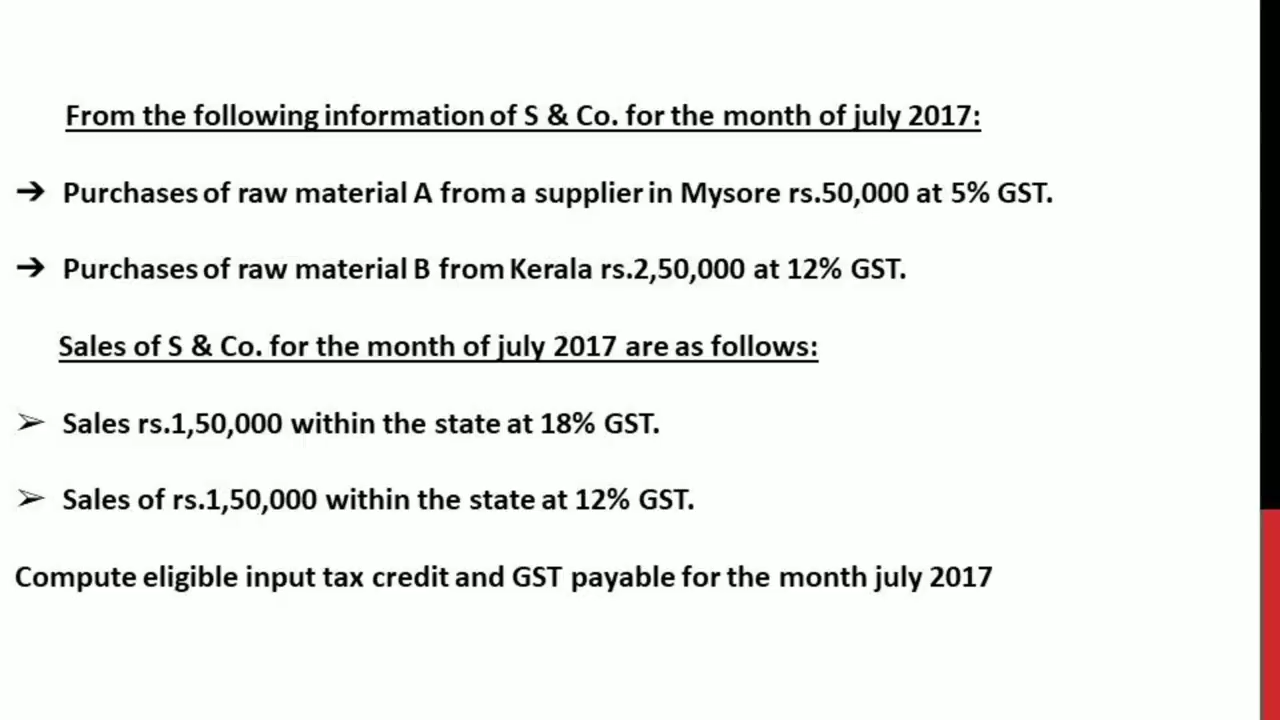 From the following information of S & Co. for the month of july 2017:
➔ Purchases of raw material A from a supplier in Mysore rs.50,000 at 5% GST.
➔ Purchases of raw material B from Kerala rs.2,50,000 at 12% GST.
Sales of S & Co. for the month of july 2017 are as follows:
➢ Sales rs.1,50,000 within the state at 18% GST.
➢ Sales of rs.1,50,000 within the state at 12% GST.
Compute eligible input tax credit and GST payable for the month july 2017